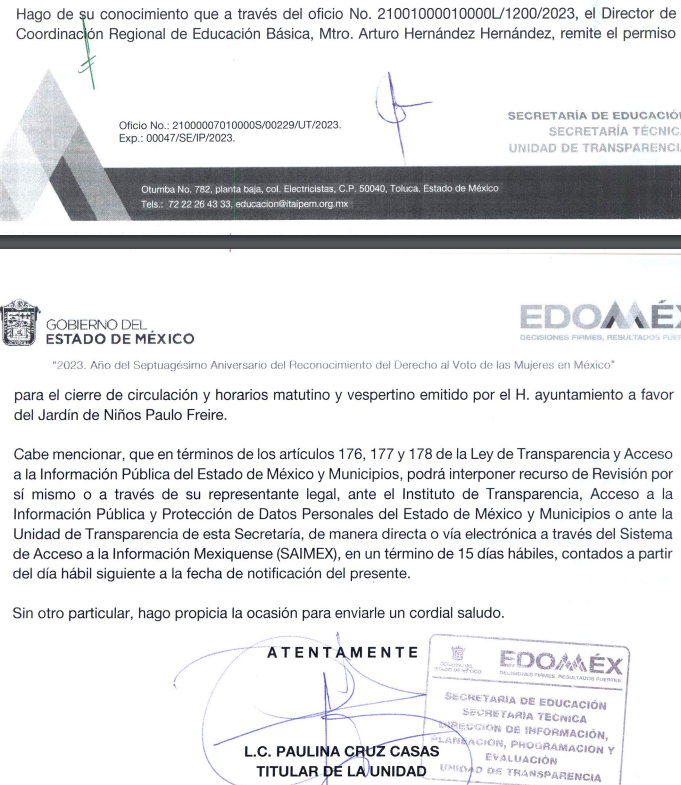 Hago de su conocimiento que a través del oficio No. 21001000010000L/1200/2023, el Director de
Coordinación Regional de Educación Básica, Mtro. Arturo Hernández Hernández, remite el permiso
Oficio No.: 21000007010000S/00229/UT/2023.
Exp.: 00047/SE/IP/2023.
SECRETARÍA DE EDUCACIÓN
SECRETARÍA TÉCNICA
UNIDAD DE TRANSPARENCIA
Otumba No. 782, planta baja, col. Electricistas, C.P. 50040, Toluca. Estado de México
Tels.: 72 22 26 43 33, educacion@itaipem.org.mx
GOBIERNO DEL
ESTADO DE MÉXICO
EDOMÉX
DECISIONES FIRMES, RESULTADOS FUERTES
"2023. Año del Septuagésimo Aniversario del Reconocimiento del Derecho al Voto de las Mujeres en México"
para el cierre de circulación y horarios matutino y vespertino emitido por el H. ayuntamiento a favor
del Jardín de Niños Paulo Freire.
Cabe mencionar, que en términos de los artículos 176, 177 y 178 de la Ley de Transparencia y Acceso
a la Información Pública del Estado de México y Municipios, podrá interponer recurso de Revisión por
sí mismo o a través de su representante legal, ante el Instituto de Transparencia, Acceso a la
Información Pública y Protección de Datos Personales del Estado de México y Municipios o ante la
Unidad de Transparencia de esta Secretaría, de manera directa o vía electrónica a través del Sistema
de Acceso a la Información Mexiquense (SAIMEX), en un término de 15 días hábiles, contados a partir
del día hábil siguiente a la fecha de notificación del presente.
Sin otro particular, hago propicia la ocasión para enviarle un cordial saludo.
ATENTAMENTE
L.C. PAULINA CRUZ CASAS
TITULAR DE LA UNIDAD
GOBIERNO DEL
ESTADO DE MÉXICO
EDOMÉX
DECISIONES FIRMES, RESULTADOS FUERTES
SECRETARÍA DE EDUCACIÓN
SECRETARÍA TÉCNICA
DIRECCIÓN DE INFORMACIÓN,
PLANEACIÓN, PROGRAMACIÓN Y
EVALUACIÓN
UNIDAD DE TRANSPARENCIA